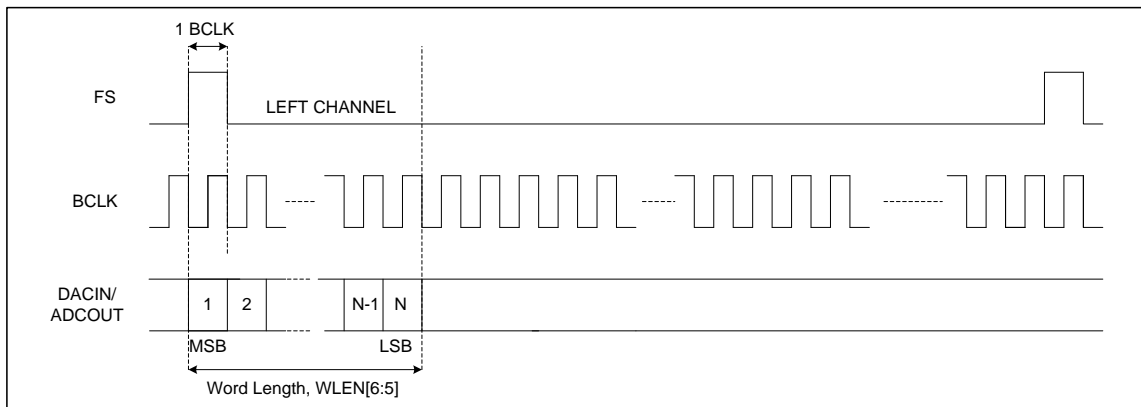 1 BCLK
FS
LEFT CHANNEL
BCLK
DACIN/
ADCOUT
1 2 N-1 N
MSB LSB
Word Length, WLEN[6:5]